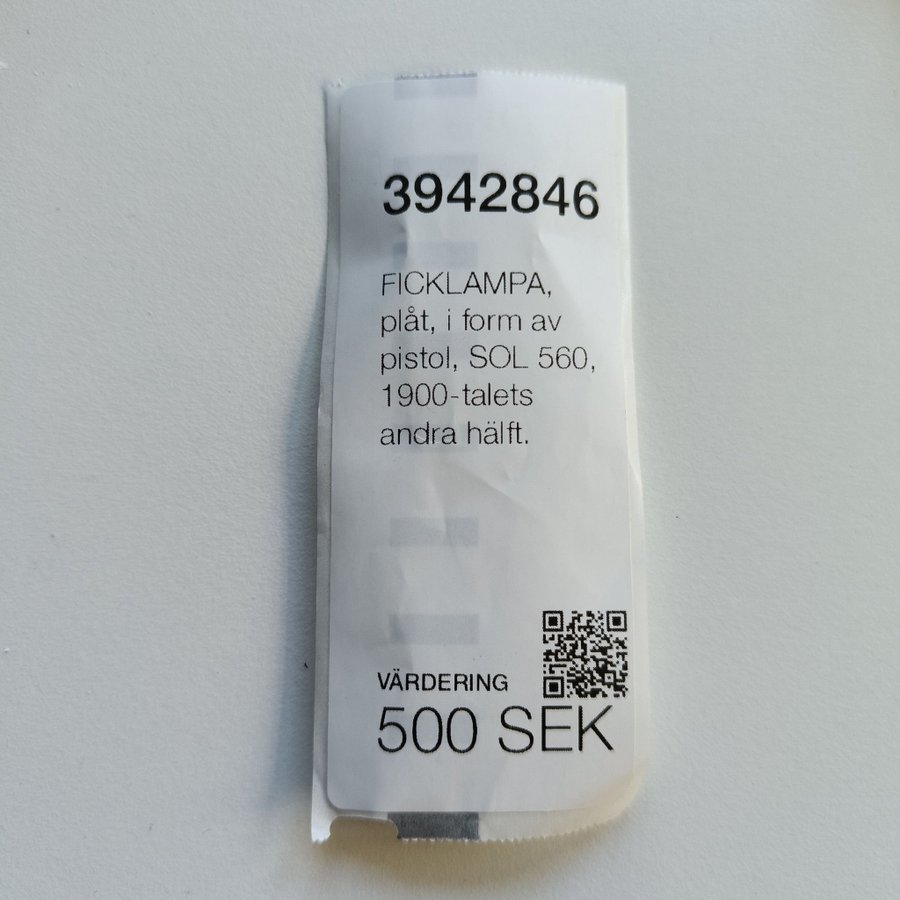 3942846
FICKLAMPA,
plåt, i form av
pistol, SOL 560,
1900-talets
andra hälft.
VÄRDERING
500 SEK